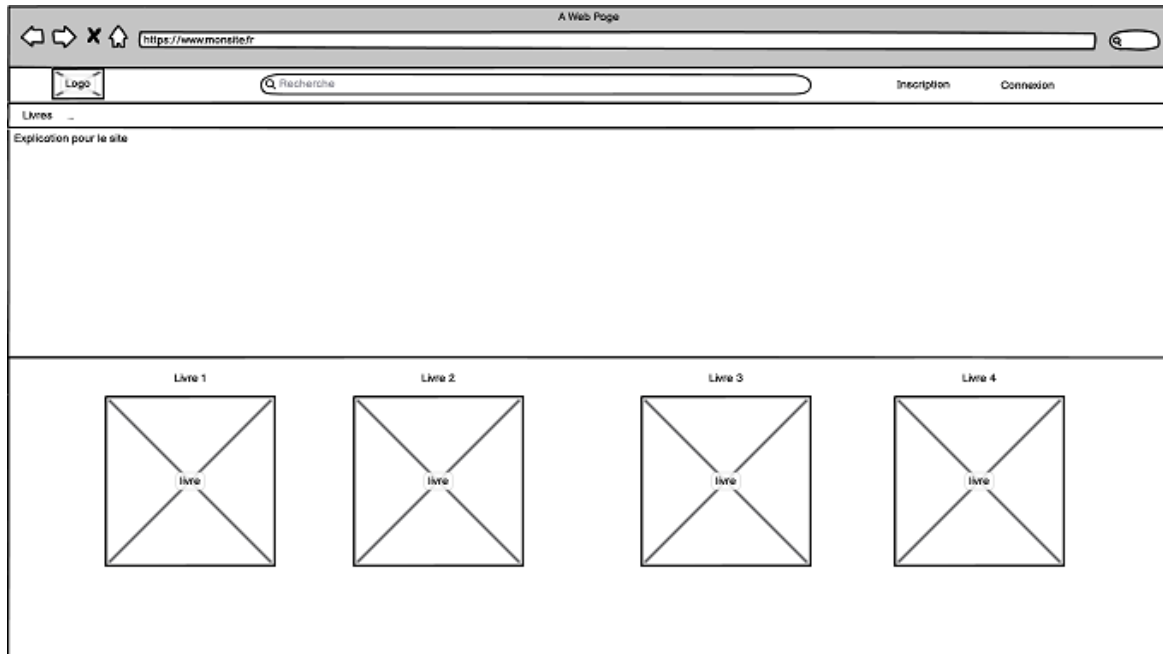 A Web Page
https://www.monsite.fr
Logo
Recherche
Inscription
Connexion
Livres ...
Explication pour le site
Livre 1
Livre 2
Livre 3
Livre 4
livre
livre
livre
livre